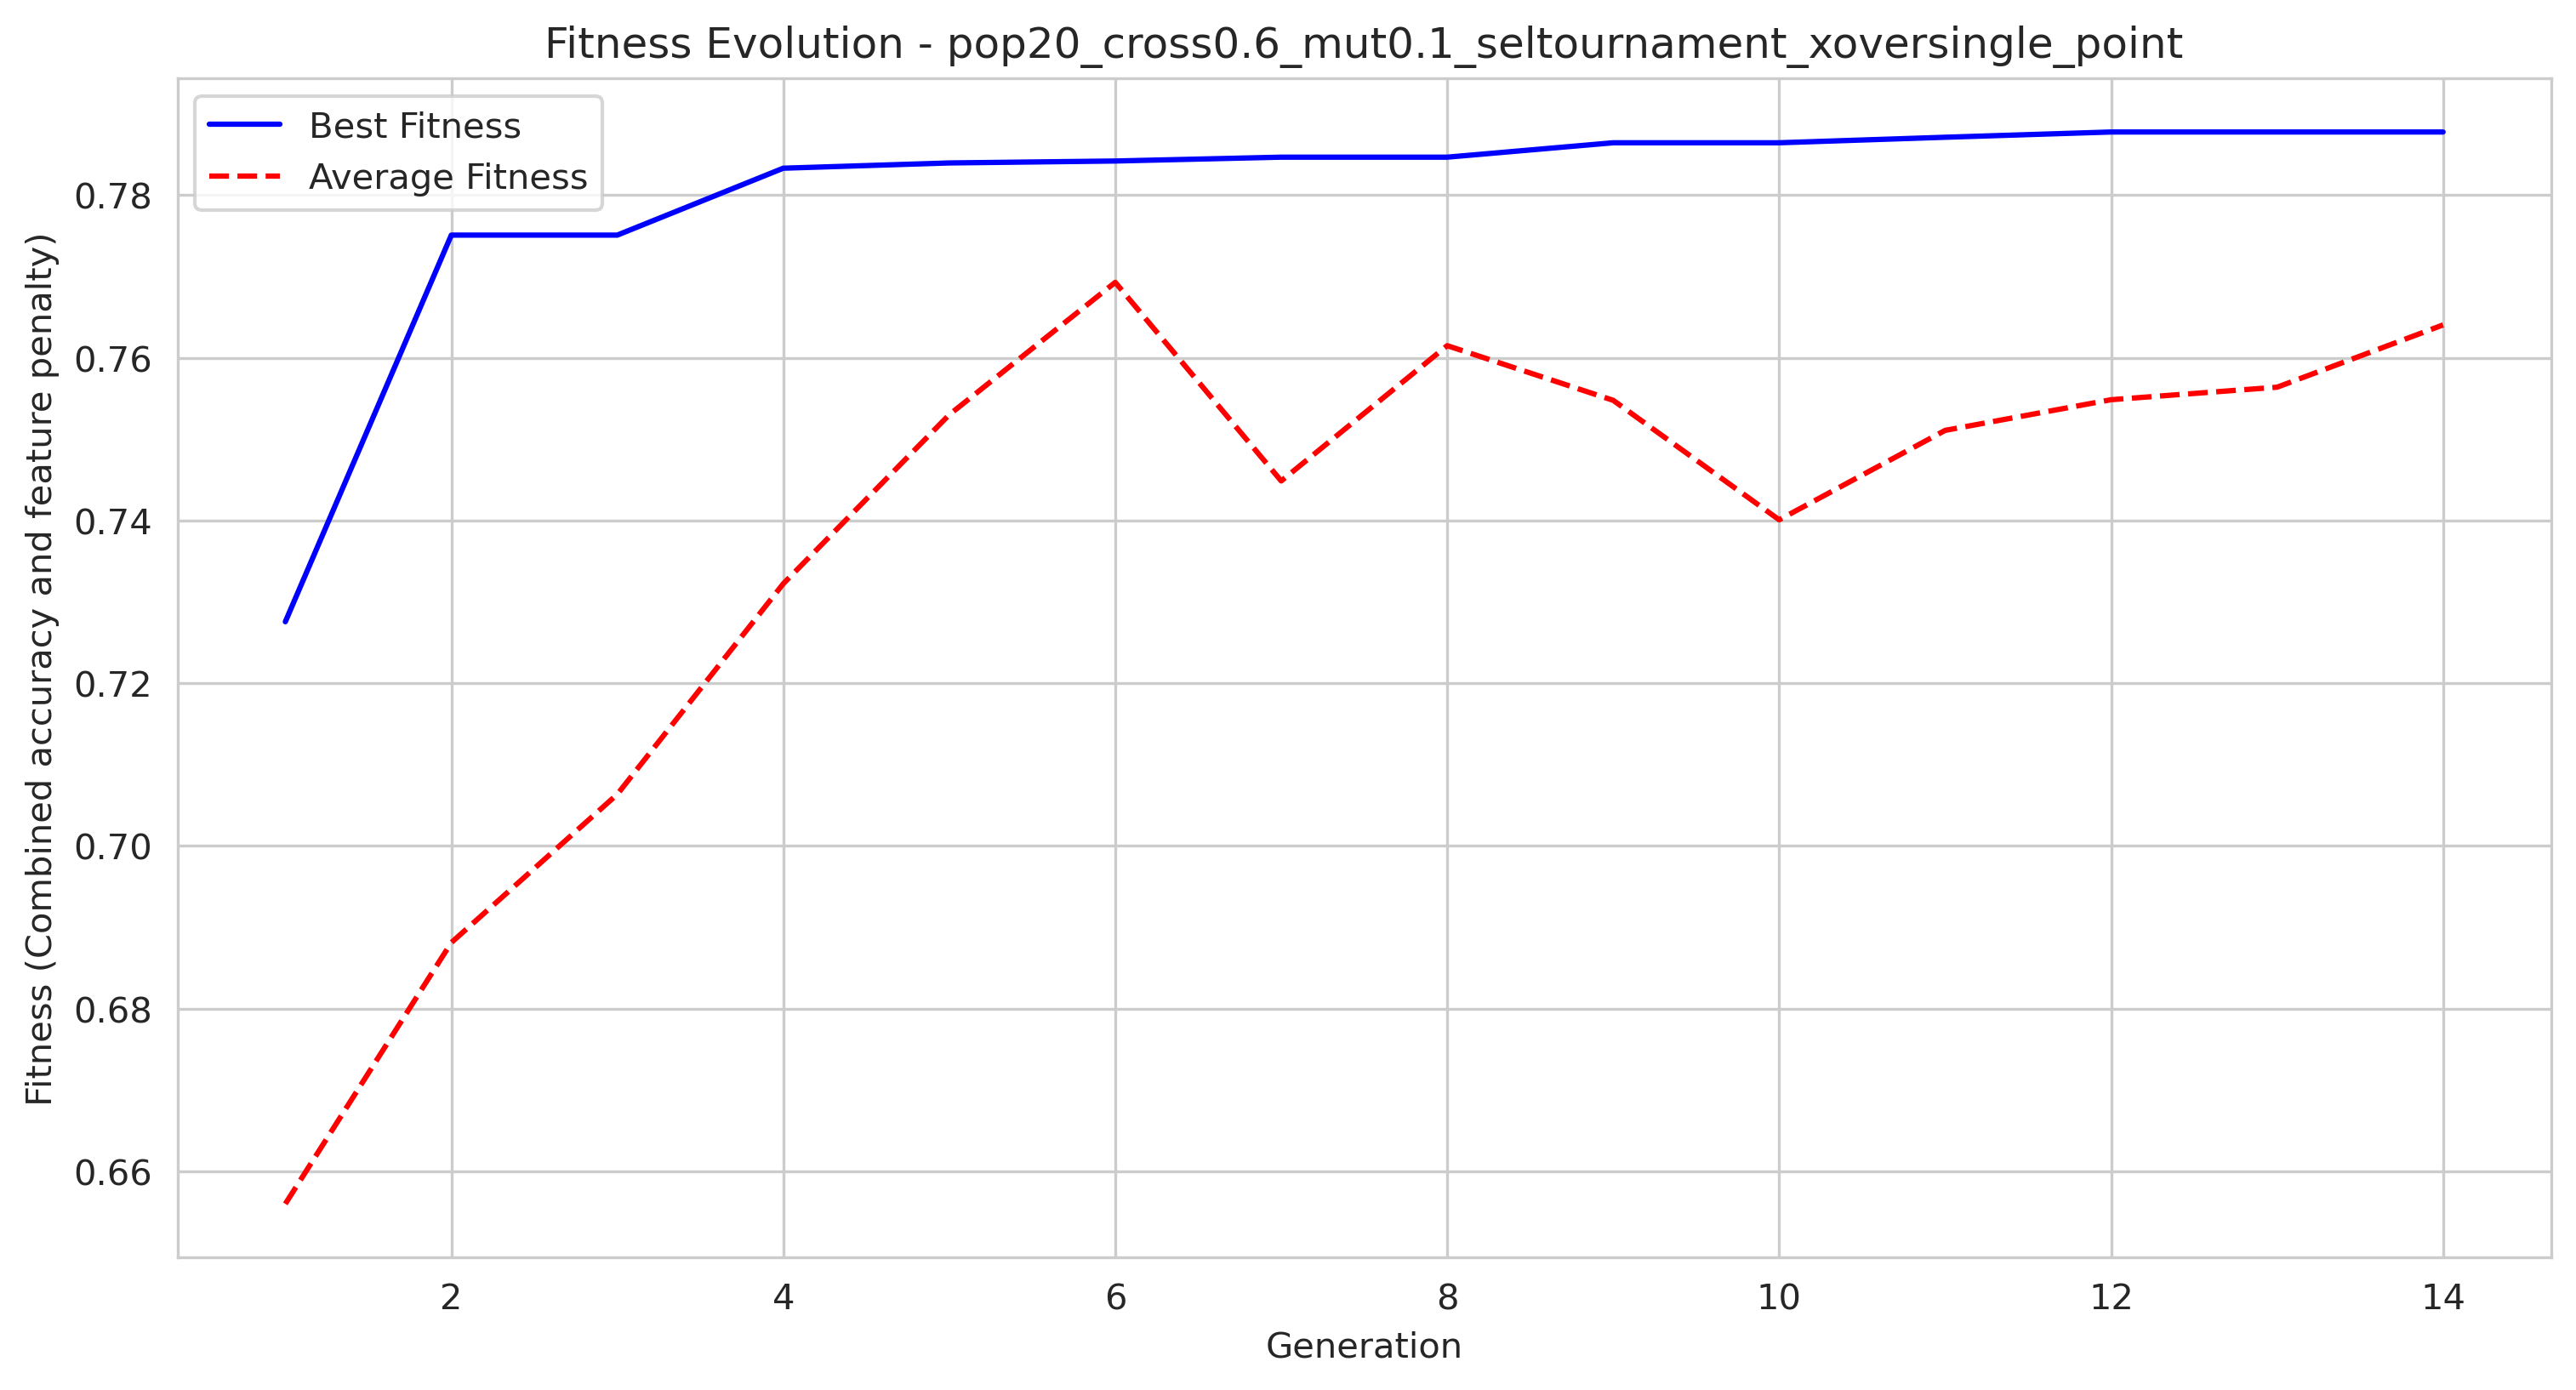 Fitness Evolution - pop20_cross0.6_mut0.1_seltournament_xoversingle_point
Best Fitness
Average Fitness
Fitness (Combined accuracy and feature penalty)
0.78
0.76
0.74
0.72
0.70
0.68
0.66
2 4 6 8 10 12 14
Generation